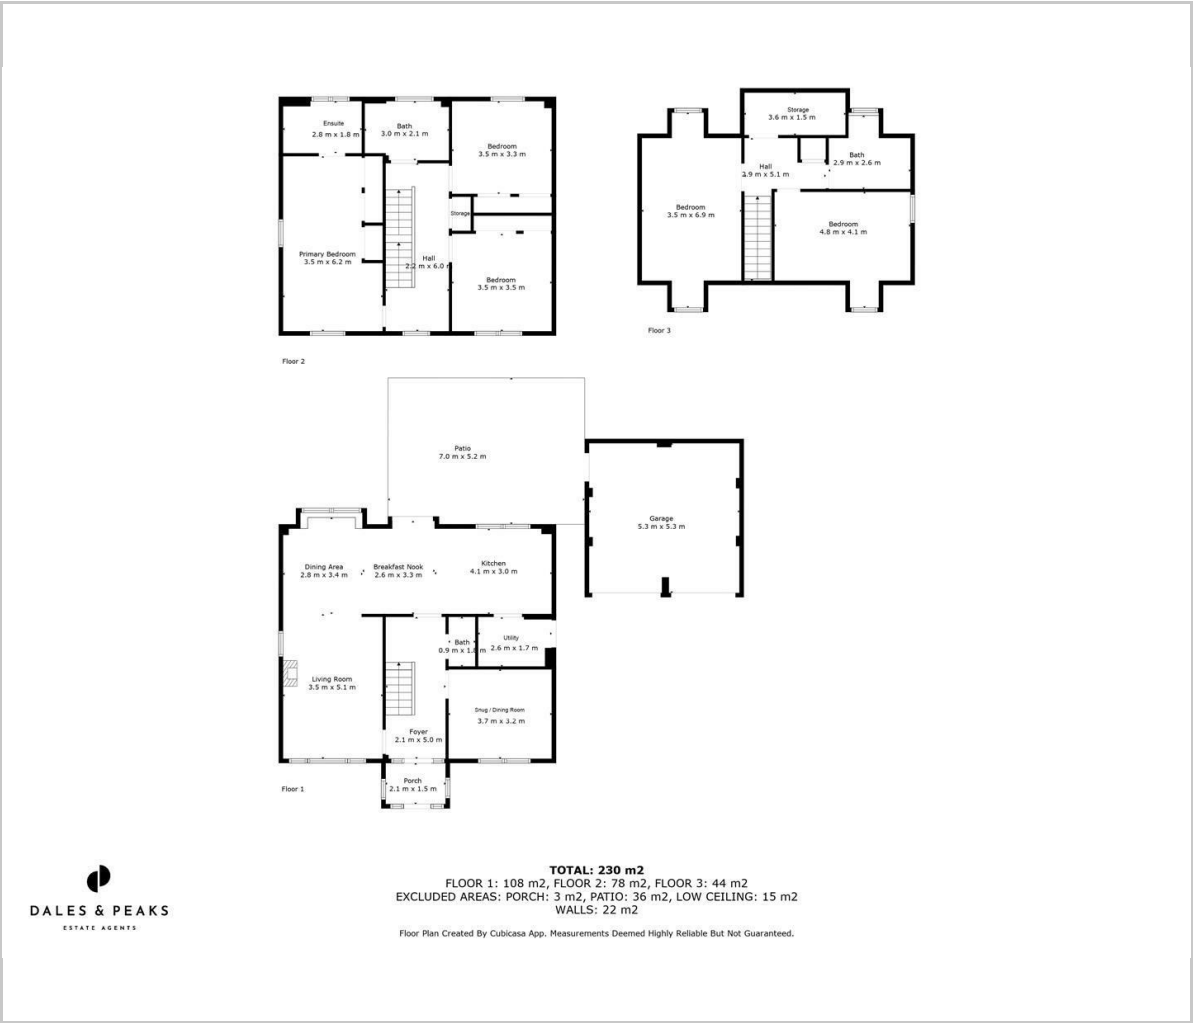 Ensuite
2.8 m x 1.8 m
Bath
3.0 m x 2.1 m
Bedroom
3.5 m x 3.3 m
Storage
Primary Bedroom
3.5 m x 6.2 m
Hall
2.2 m x 6.0
Bedroom
3.5 m x 3.5 m
Floor 2
Storage
3.6 m x 1.5 m
Hall
2.9 m x 5.1 m
Bath
2.9 m x 2.6 m
Bedroom
3.5 m x 6.9 m
Bedroom
4.8 m x 4.1 m
Floor 3
Patio
7.0 m x 5.2 m
Garage
5.3 m x 5.3 m
Dining Area
2.8 m x 3.4 m
Breakfast Nook
2.6 m x 3.3 m
Kitchen
4.1 m x 3.0 m
Bath
0.9 m x
Utility
2.6 m x 1.7 m
Living Room
3.5 m x 5.1 m
Snug / Dining Room
3.7 m x 3.2 m
Foyer
2.1 m x 5.0 m
Porch
2.1 m x 1.5 m
Floor 1
TOTAL: 230 m2
FLOOR 1: 108 m2, FLOOR 2: 78 m2, FLOOR 3: 44 m2
EXCLUDED AREAS: PORCH: 3 m2, PATIO: 36 m2, LOW CEILING: 15 m2
WALLS: 22 m2
Floor Plan Created By Cubicasa App. Measurements Deemed Highly Reliable But Not Guaranteed.
DALES & PEAKS
ESTATE AGENTS